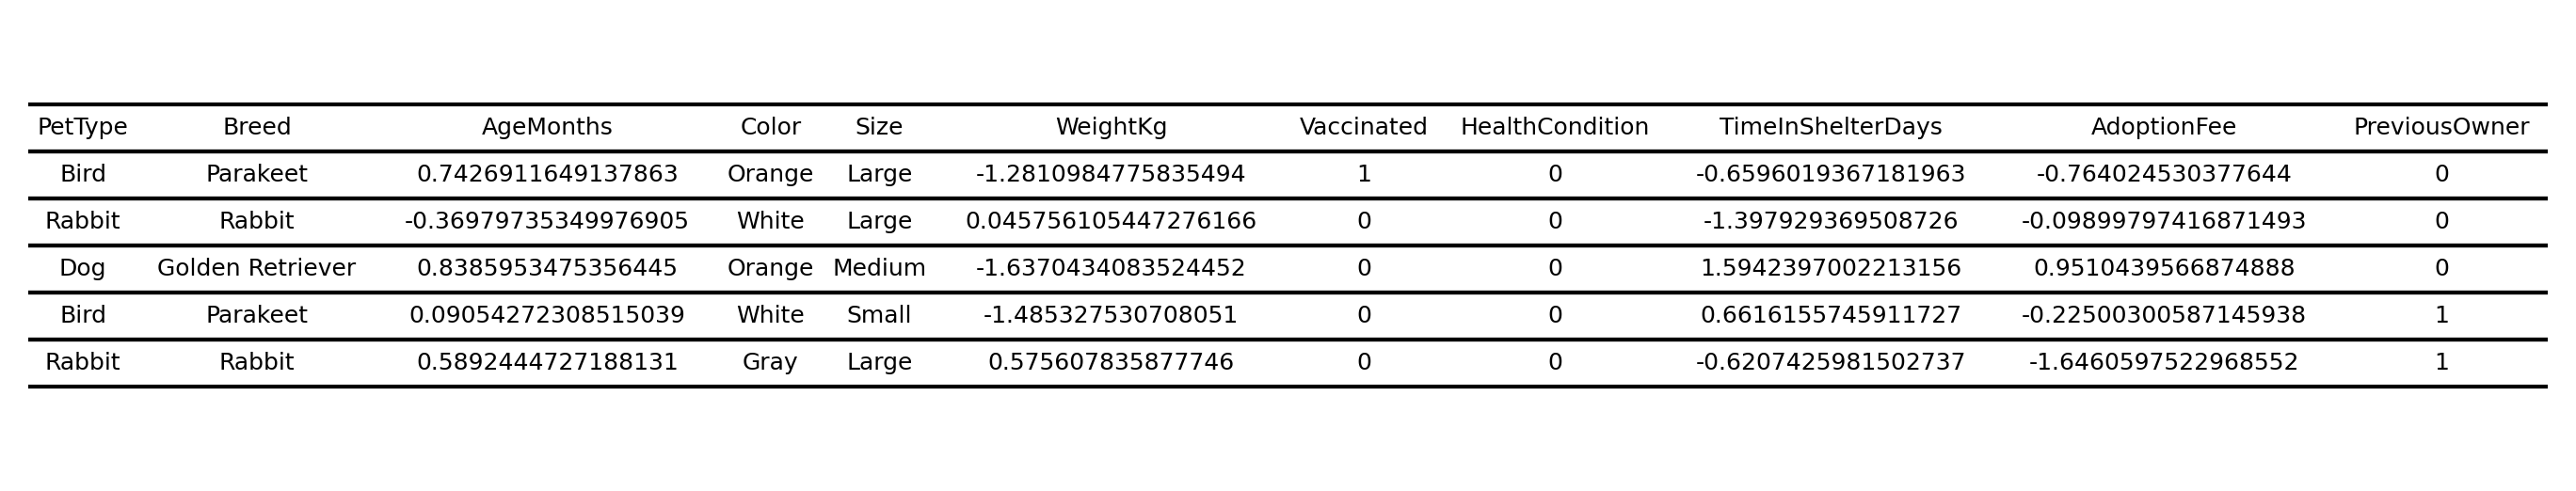 PetType Breed AgeMonths Color Size WeightKg Vaccinated HealthCondition TimeInShelterDays AdoptionFee PreviousOwner
Bird Parakeet 0.7426911649137863 Orange Large -1.2810984775835494 1 0 -0.6596019367181963 -0.764024530377644 0
Rabbit Rabbit -0.369797353499976905 White Large 0.045756105447276166 0 0 -1.397929369508726 -0.09899797416871493 0
Dog Golden Retriever 0.8385953475356445 Orange Medium -1.6370434083524452 0 0 1.5942397002213156 0.9510439566874888 0
Bird Parakeet 0.09054272308515039 White Small -1.485327530708051 0 0 0.6616155745911727 -0.22500300587145938 1
Rabbit Rabbit 0.5892444727188131 Gray Large 0.575607835877746 0 0 -0.6207425981502737 -1.6460597522968552 1